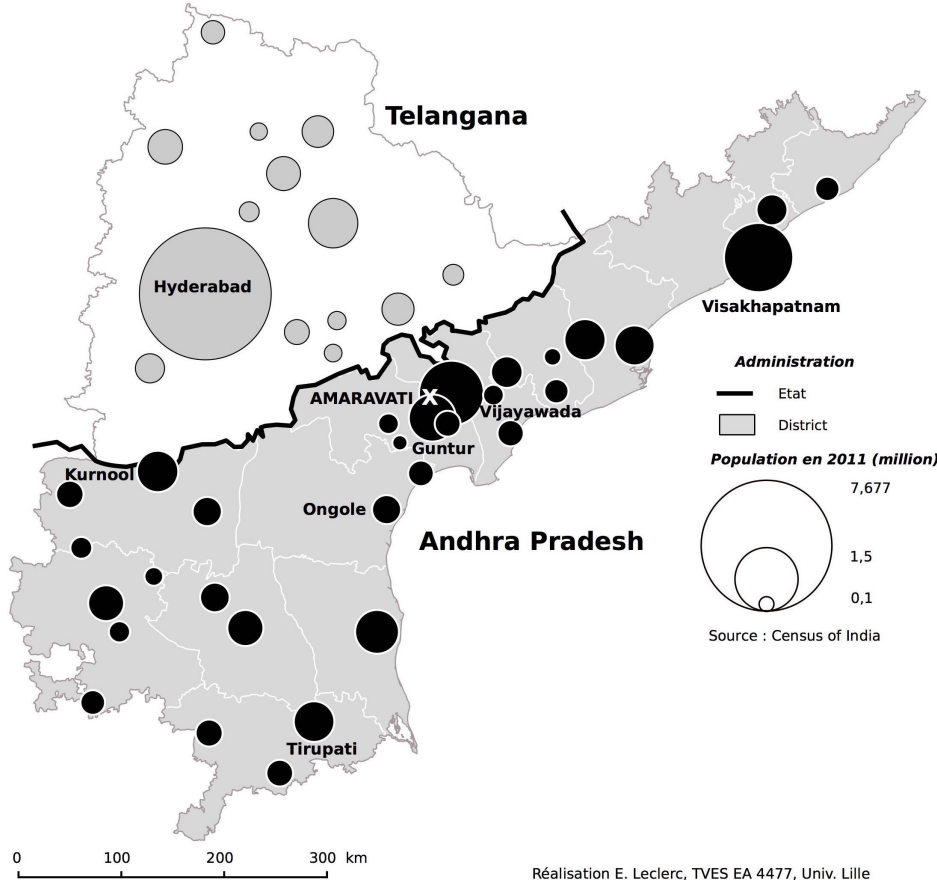 Telangana
Hyderabad
Visakhapatnam
Administration
Etat
District
AMARAVATI
X
Vijayawada
Guntur
Kurnool
Ongole
Andhra Pradesh
Tirupati
Population en 2011 (million)
7,677
1,5
0,1
Source : Census of India
0 100 200 300 km
Réalisation E. Leclerc, TVES EA 4477, Univ. Lille